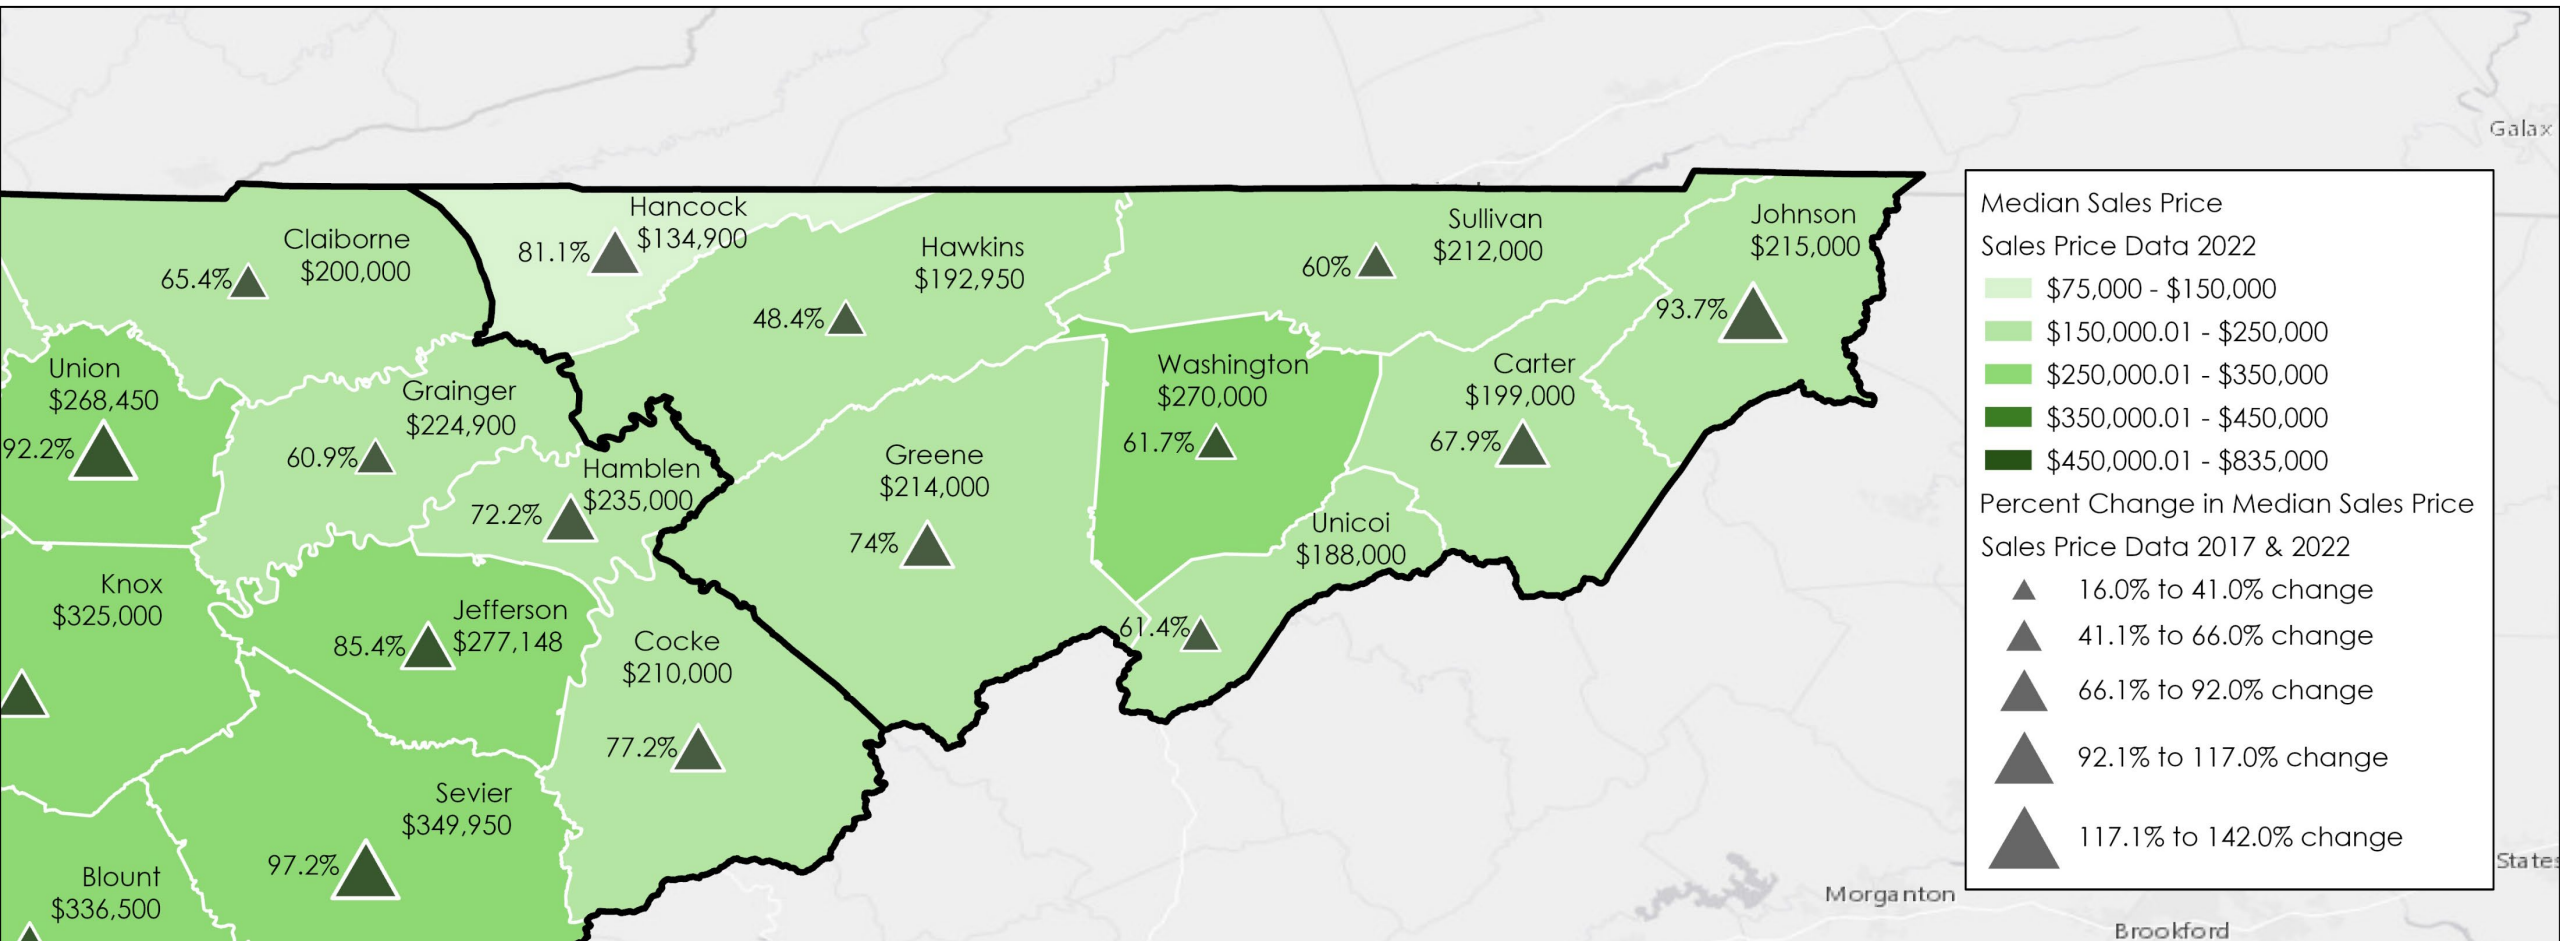 Galax
Hancock
$134,900
81.1%
Claiborne
$200,000
65.4%
Hawkins
$192,950
48.4%
Sullivan
$212,000
60%
Johnson
$215,000
93.7%
Union
$268,450
92.2%
Grainger
$224,900
60.9%
Washington
$270,000
61.7%
Carter
$199,000
67.9%
Hamblen
$235,000
72.2%
Greene
$214,000
74%
Unicoi
$188,000
61.4%
Knox
$325,000
Jefferson
$277,148
85.4%
Cocke
$210,000
77.2%
Sevier
$349,950
97.2%
Blount
$336,500
Median Sales Price
Sales Price Data 2022
$75,000 - $150,000
$150,000.01 - $250,000
$250,000.01 - $350,000
$350,000.01 - $450,000
$450,000.01 - $835,000
Percent Change in Median Sales Price
Sales Price Data 2017 & 2022
16.0% to 41.0% change
41.1% to 66.0% change
66.1% to 92.0% change
92.1% to 117.0% change
117.1% to 142.0% change
States
Morganton
Brookford